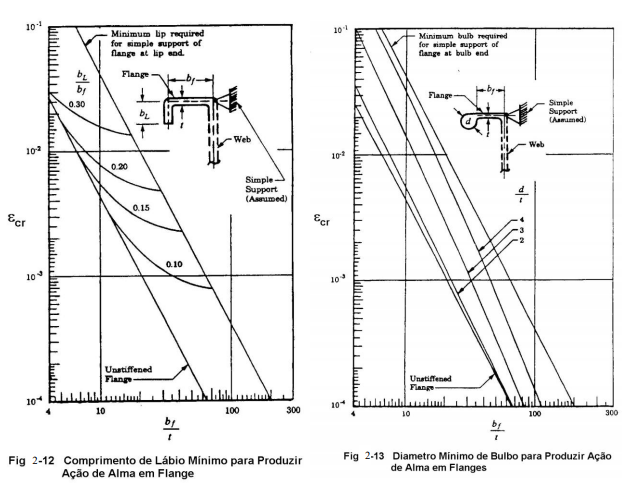 10⁻¹
Minimum lip required
for simple support of
flange at lip end.
Flange
b_f
b_L
b_f
0.30
b_L
t
Web
10⁻²
0.20
Simple
Support
(Assumed)
0.15
ε_cr
0.10
10⁻³
Unstiffened
Flange
10⁻⁴
4
10
100
300
b_f
t
Fig 2-12 Comprimento de Lábio Mínimo para Produzir
Ação de Alma em Flange
10⁻¹
Minimum bulb required
for simple support of
flange at bulb end
b_f
Flange
Simple
Support
(Assumed)
d
t
Web
10⁻²
d
t
4
3
2
ε_cr
10⁻³
Unstiffened
Flange
10⁻⁴
4
10
100
300
b_f
t
Fig 2-13 Diametro Mínimo de Bulbo para Produzir Ação
de Alma em Flanges